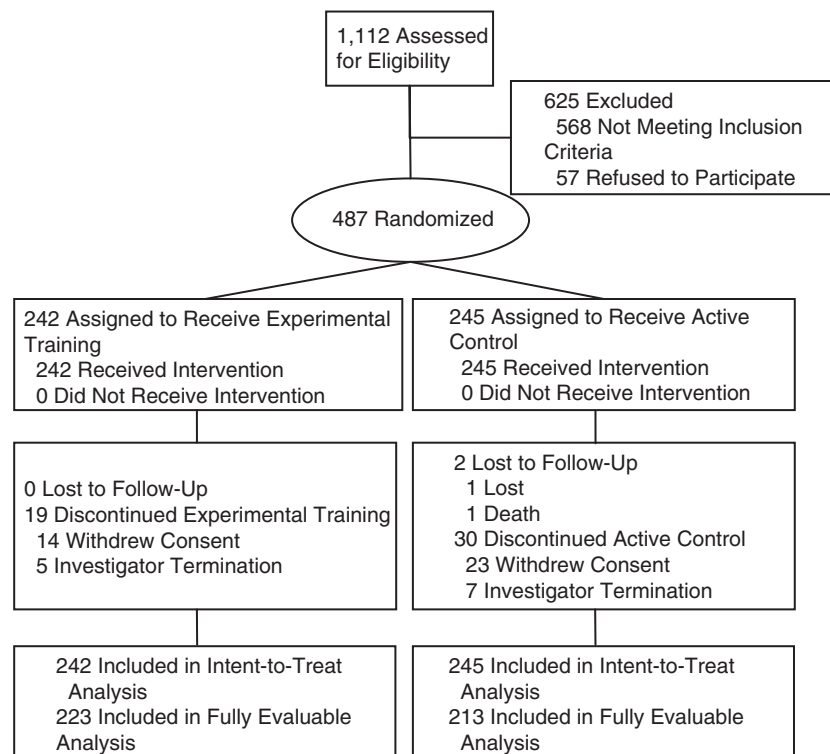 1,112 Assessed
for Eligibility
625 Excluded
568 Not Meeting Inclusion
Criteria
57 Refused to Participate
487 Randomized
242 Assigned to Receive Experimental
Training
242 Received Intervention
0 Did Not Receive Intervention
245 Assigned to Receive Active
Control
245 Received Intervention
0 Did Not Receive Intervention
0 Lost to Follow-Up
19 Discontinued Experimental Training
14 Withdrew Consent
5 Investigator Termination
2 Lost to Follow-Up
1 Lost
1 Death
30 Discontinued Active Control
23 Withdrew Consent
7 Investigator Termination
242 Included in Intent-to-Treat
Analysis
223 Included in Fully Evaluable
Analysis
245 Included in Intent-to-Treat
Analysis
213 Included in Fully Evaluable
Analysis